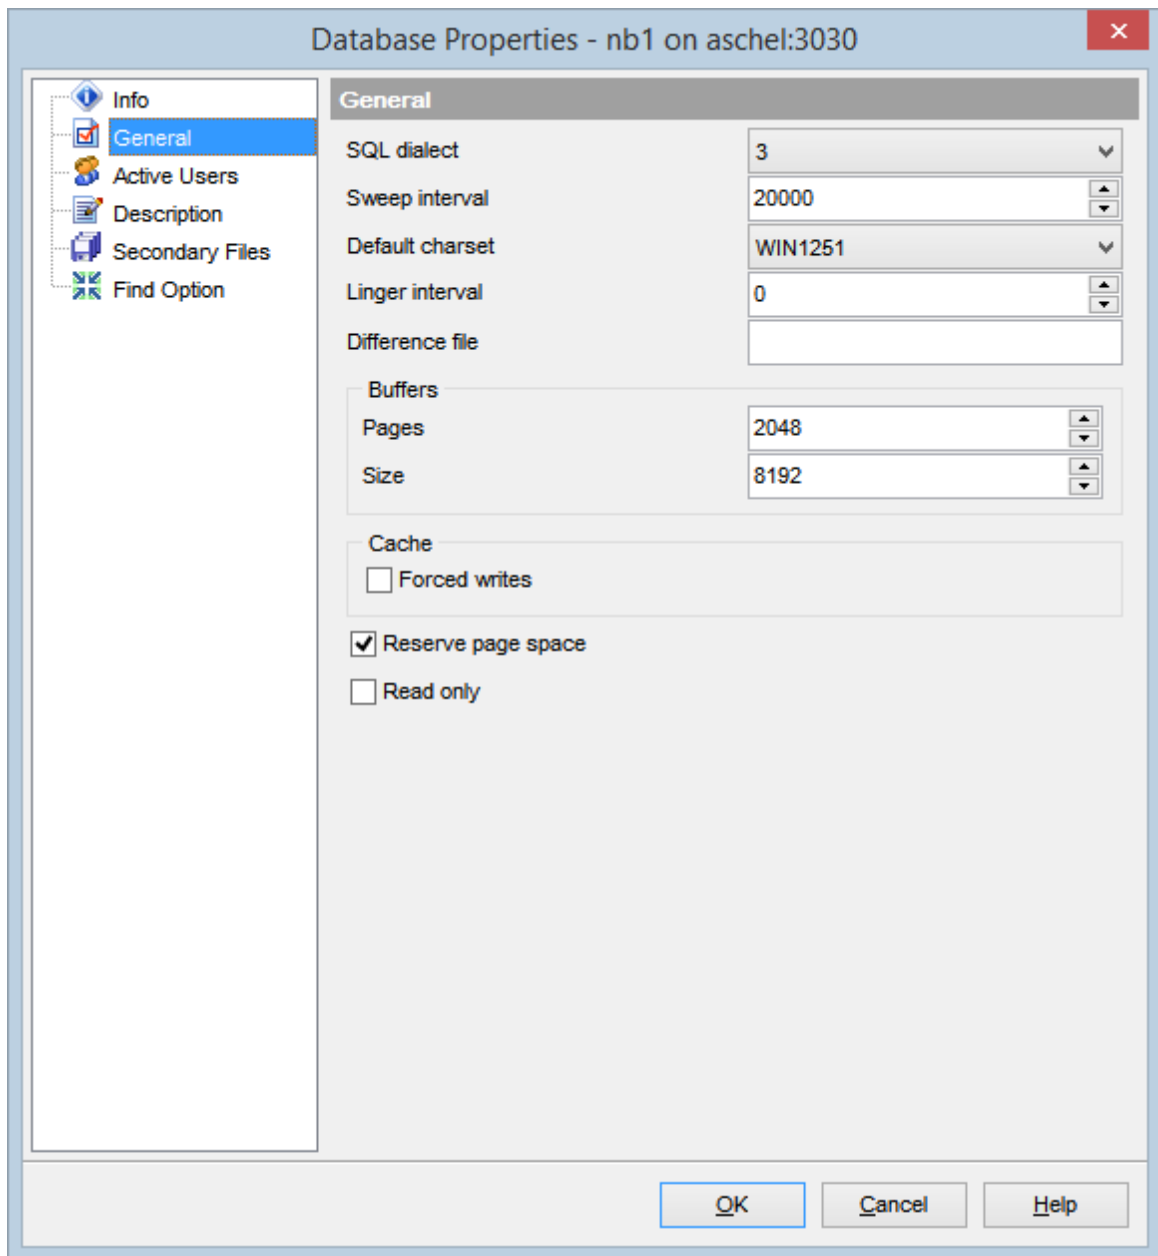 Database Properties - nb1 on aschel:3030
Info
General
Active Users
Description
Secondary Files
Find Option
General
SQL dialect 3
Sweep interval 20000
Default charset WIN1251
Linger interval 0
Difference file
Buffers
Pages 2048
Size 8192
Cache
Forced writes
Reserve page space
Read only
OK Cancel Help